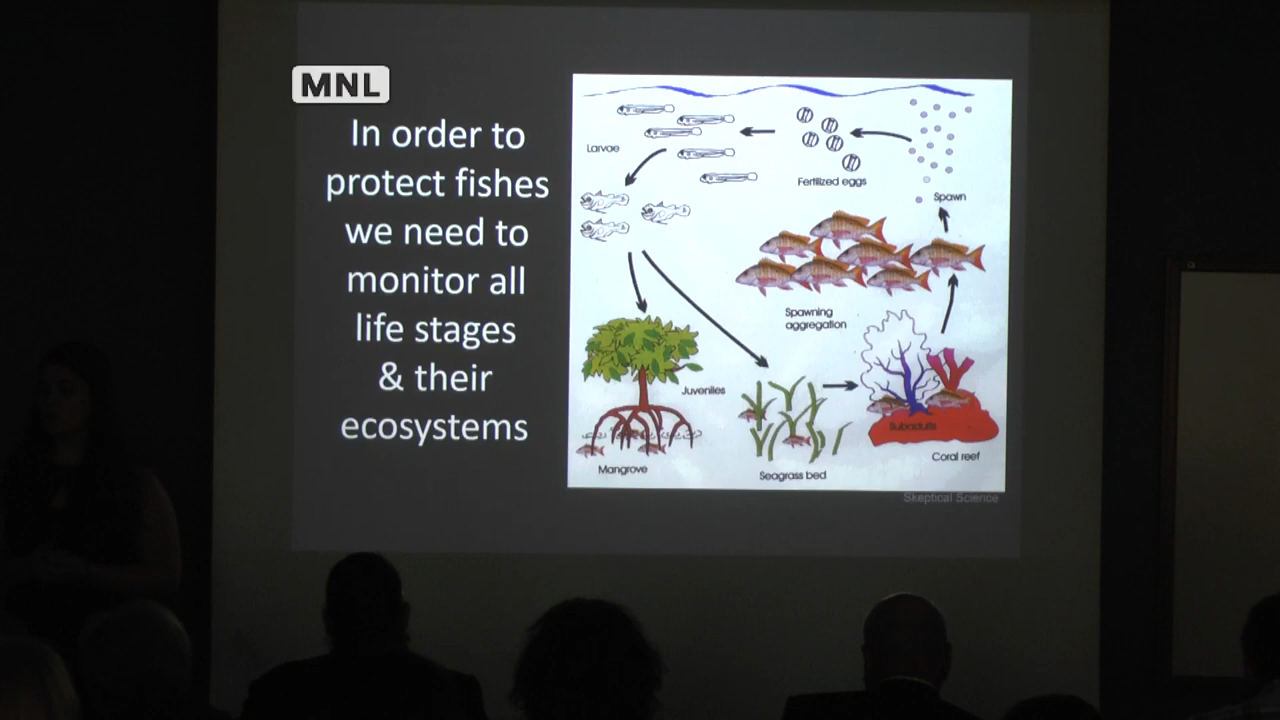 MNL
In order to
protect fishes
we need to
monitor all
life stages
& their
ecosystems
Larvae
Fertilized eggs
Spawn
Spawning
aggregation
Juveniles
Subadults
Mangrove
Seagrass bed
Coral reef
Skeptical Science